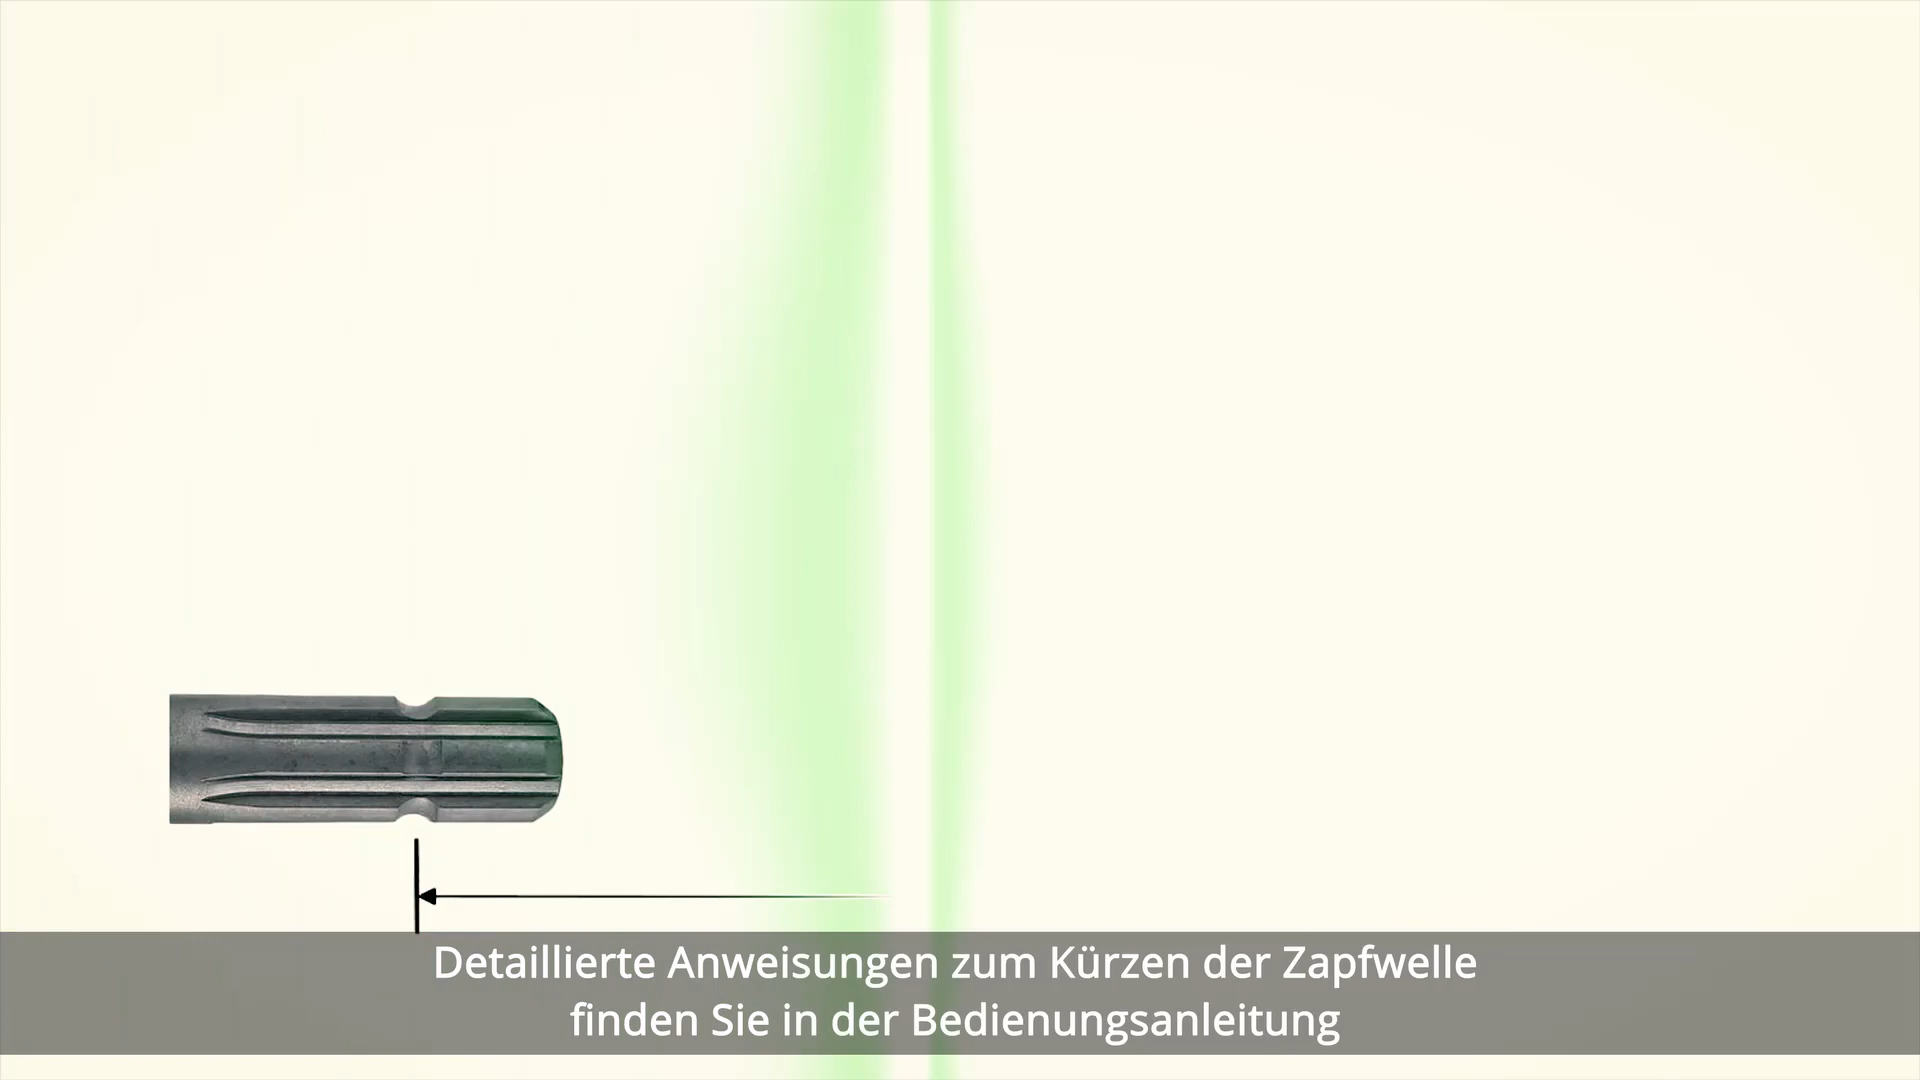 Detaillierte Anweisungen zum Kürzen der Zapfwelle
finden Sie in der Bedienungsanleitung